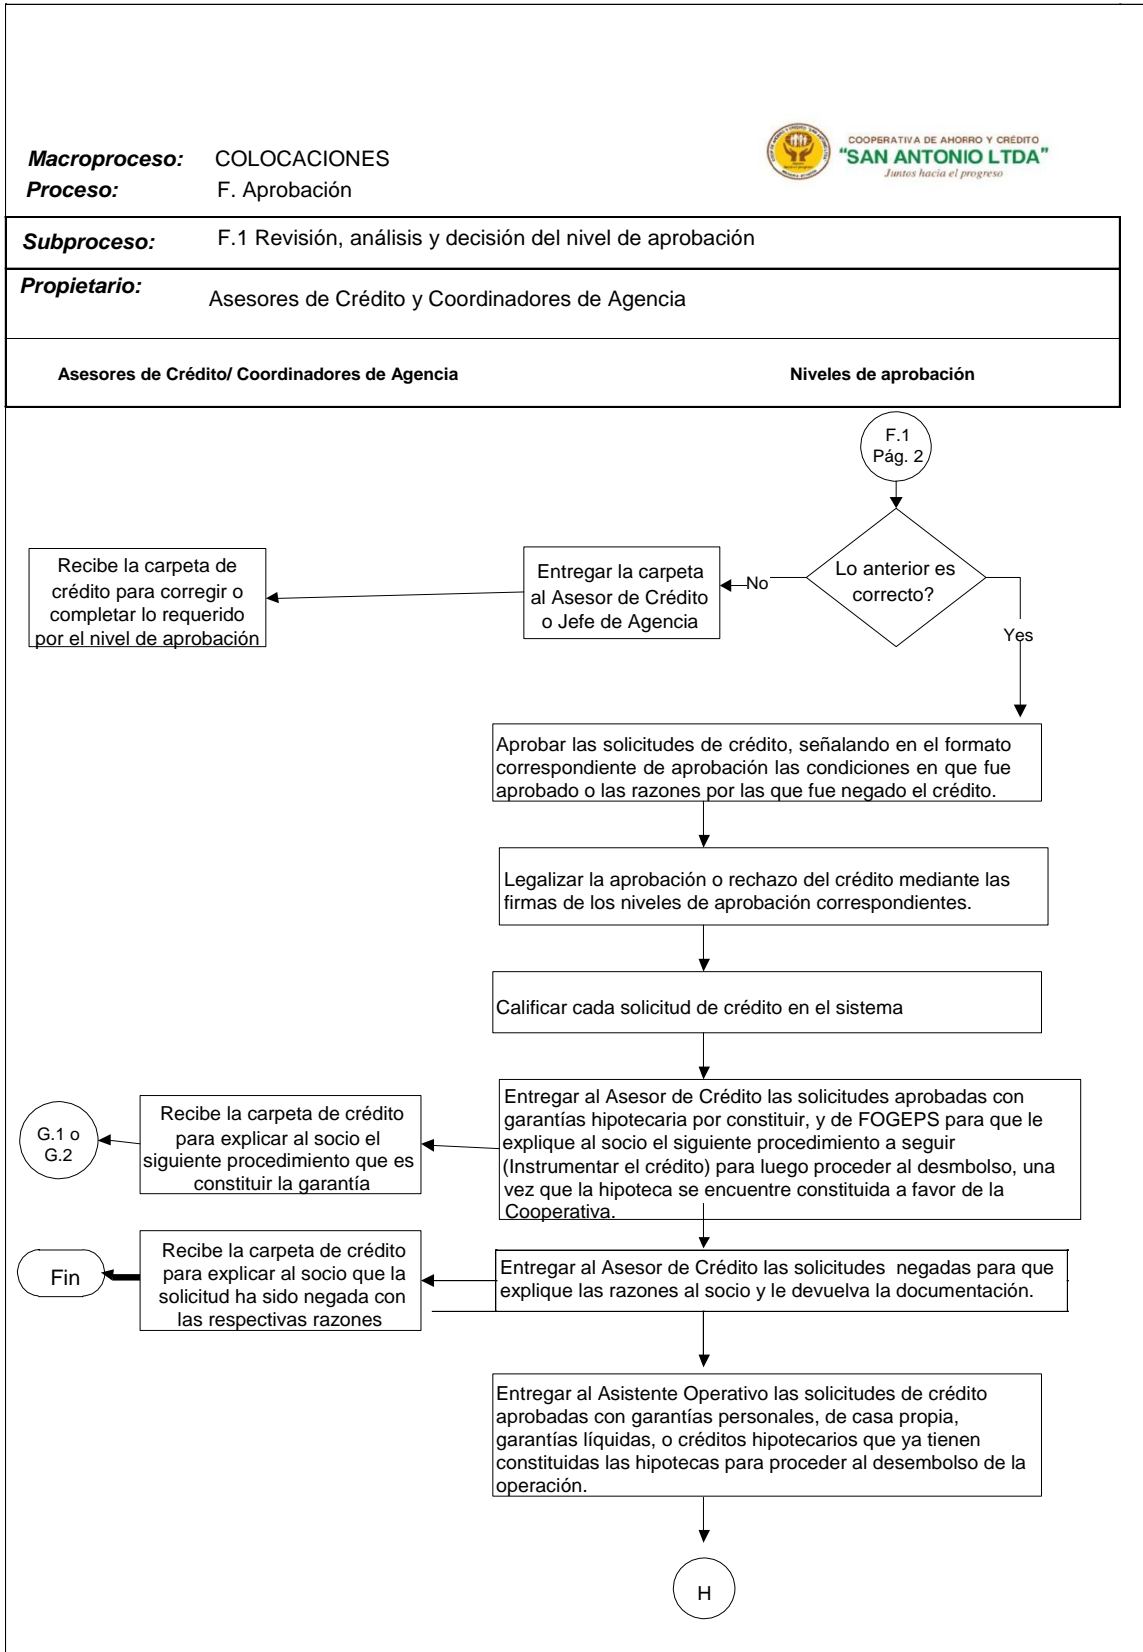 COOPERATIVA DE AHORRO Y CRÉDITO
"SAN ANTONIO LTDA"
Juntos hacia el progreso
Macroproceso: COLOCACIONES
Proceso: F. Aprobación
Subproceso: F.1 Revisión, análisis y decisión del nivel de aprobación
Propietario: Asesores de Crédito y Coordinadores de Agencia
Asesores de Crédito/ Coordinadores de Agencia
Niveles de aprobación
F.1
Pág. 2
Lo anterior es
correcto?
No
Yes
Entregar la carpeta
al Asesor de Crédito
o Jefe de Agencia
Recibe la carpeta de
crédito para corregir o
completar lo requerido
por el nivel de aprobación
Aprobar las solicitudes de crédito, señalando en el formato
correspondiente de aprobación las condiciones en que fue
aprobado o las razones por las que fue negado el crédito.
Legalizar la aprobación o rechazo del crédito mediante las
firmas de los niveles de aprobación correspondientes.
Calificar cada solicitud de crédito en el sistema
Entregar al Asesor de Crédito las solicitudes aprobadas con
garantías hipotecaria por constituir, y de FOGEPS para que le
explique al socio el siguiente procedimiento a seguir
(Instrumentar el crédito) para luego proceder al desmbolso, una
vez que la hipoteca se encuentre constituida a favor de la
Cooperativa.
Recibe la carpeta de crédito
para explicar al socio el
siguiente procedimiento que es
constituir la garantía
G.1 o
G.2
Entregar al Asesor de Crédito las solicitudes negadas para que
explique las razones al socio y le devuelva la documentación.
Recibe la carpeta de crédito
para explicar al socio que la
solicitud ha sido negada con
las respectivas razones
Fin
Entregar al Asistente Operativo las solicitudes de crédito
aprobadas con garantías personales, de casa propia,
garantías líquidas, o créditos hipotecarios que ya tienen
constituidas las hipotecas para proceder al desembolso de la
operación.
H